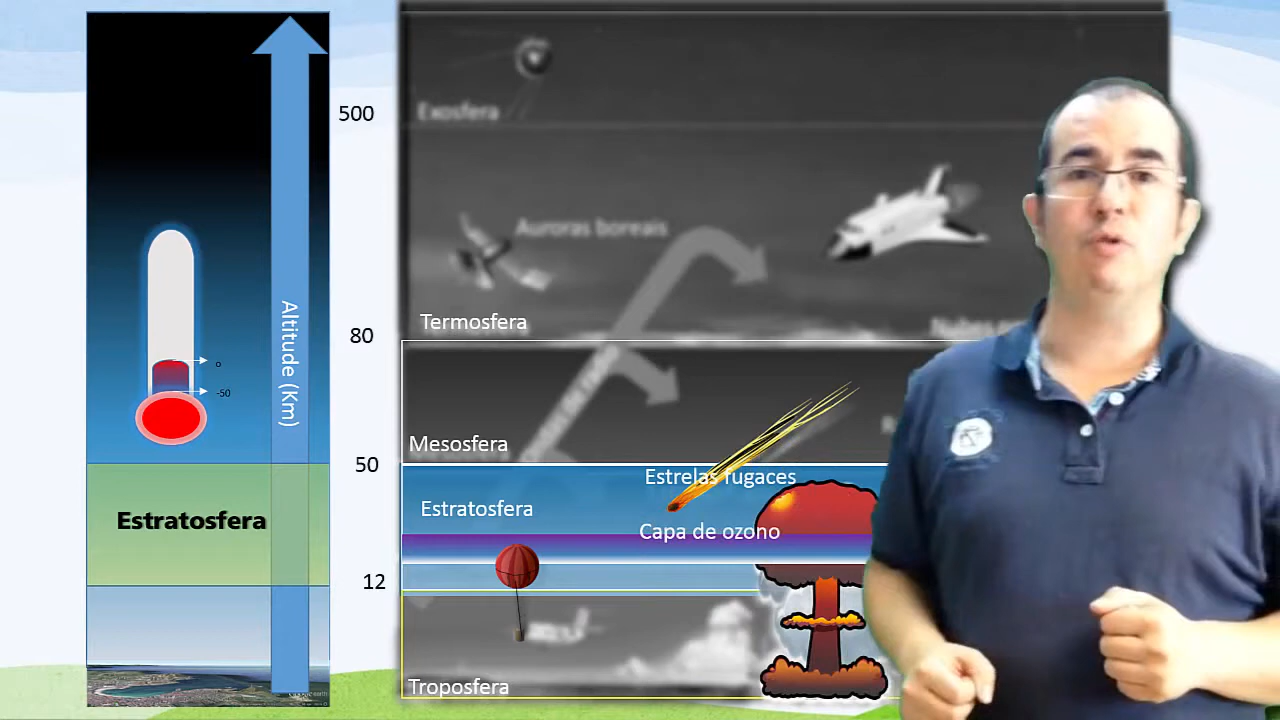 500
Exosfera
Auroras boreais
Altitude (Km)
Termosfera
80
0
-50
Mesosfera
50
Estrelas fugaces
Estratosfera
Estratosfera
Capa de ozono
12
Troposfera